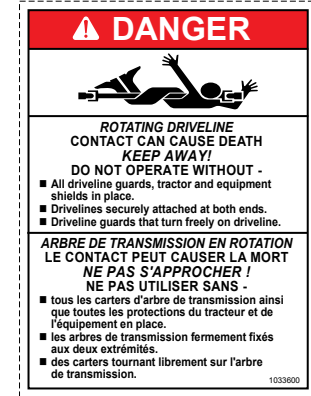 DANGER
ROTATING DRIVELINE
CONTACT CAN CAUSE DEATH
KEEP AWAY!
DO NOT OPERATE WITHOUT -
■ All driveline guards, tractor and equipment
shields in place.
■ Drivelines securely attached at both ends.
■ Driveline guards that turn freely on driveline.
ARBRE DE TRANSMISSION EN ROTATION
LE CONTACT PEUT CAUSER LA MORT
NE PAS S'APPROCHER !
NE PAS UTILISER SANS -
■ tous les carters d'arbre de transmission ainsi
que toutes les protections du tracteur et de
l'équipement en place.
■ les arbres de transmission fermement fixés
aux deux extrémités.
■ des carters tournant librement sur l'arbre
de transmission.
1033600